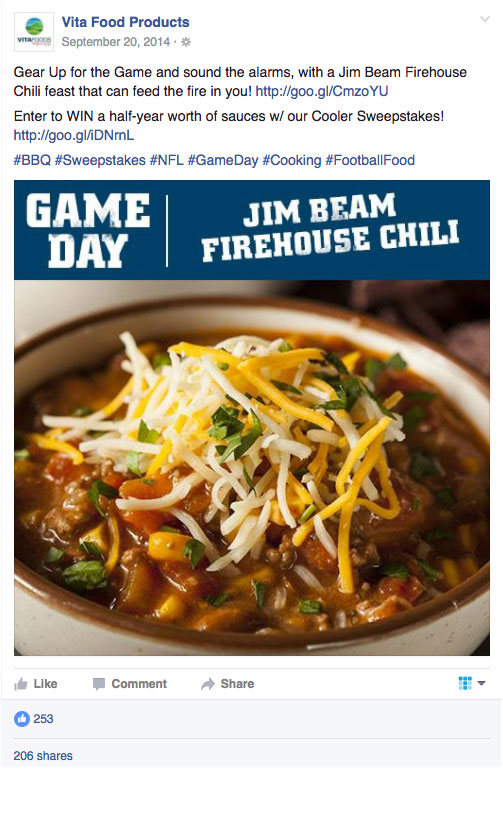 Vita Food Products
September 20, 2014 ·
VITAFOODS
Gear Up for the Game and sound the alarms, with a Jim Beam Firehouse
Chili feast that can feed the fire in you! http://goo.gl/CmzoYU
Enter to WIN a half-year worth of sauces w/ our Cooler Sweepstakes!
http://goo.gl/iDNrnL
#BBQ #Sweepstakes #NFL #GameDay #Cooking #FootballFood
GAME
DAY
JIM BEAM
FIREHOUSE CHILI
Like Comment Share
253
206 shares